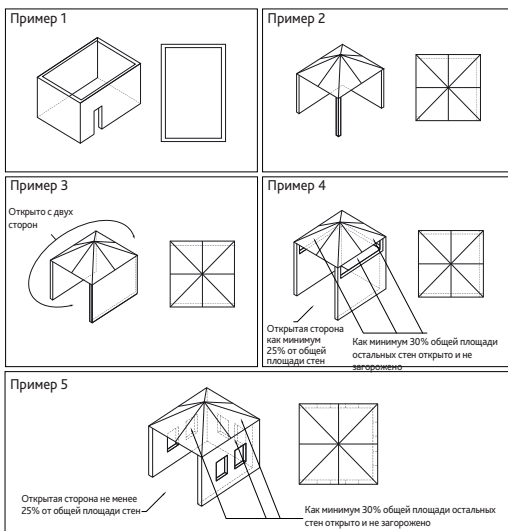 Пример 1
Пример 2
Пример 3
Открыто с двух
сторон
Пример 4
Открытая сторона
как минимум
25% от общей
площади стен
Как минимум 30% общей площади
остальных стен открыто и не
загорожено
Пример 5
Открытая сторона не менее
25% от общей площади стен
Как минимум 30% общей площади остальных
стен открыто и не загорожено